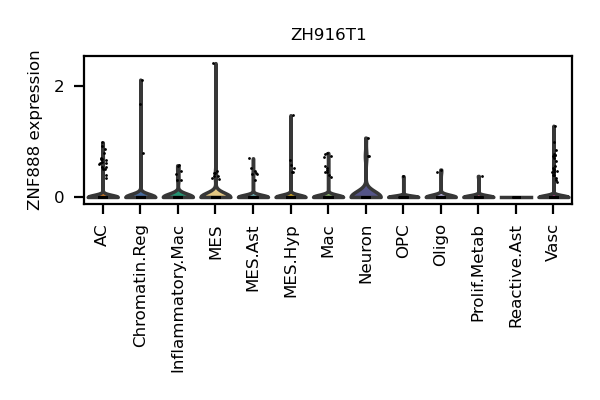 ZH916T1
ZNF888 expression
2
0
AC
Chromatin.Reg
Inflammatory.Mac
MES
MES.Ast
MES.Hyp
Mac
Neuron
OPC
Oligo
Prolif.Metab
Reactive.Ast
Vasc